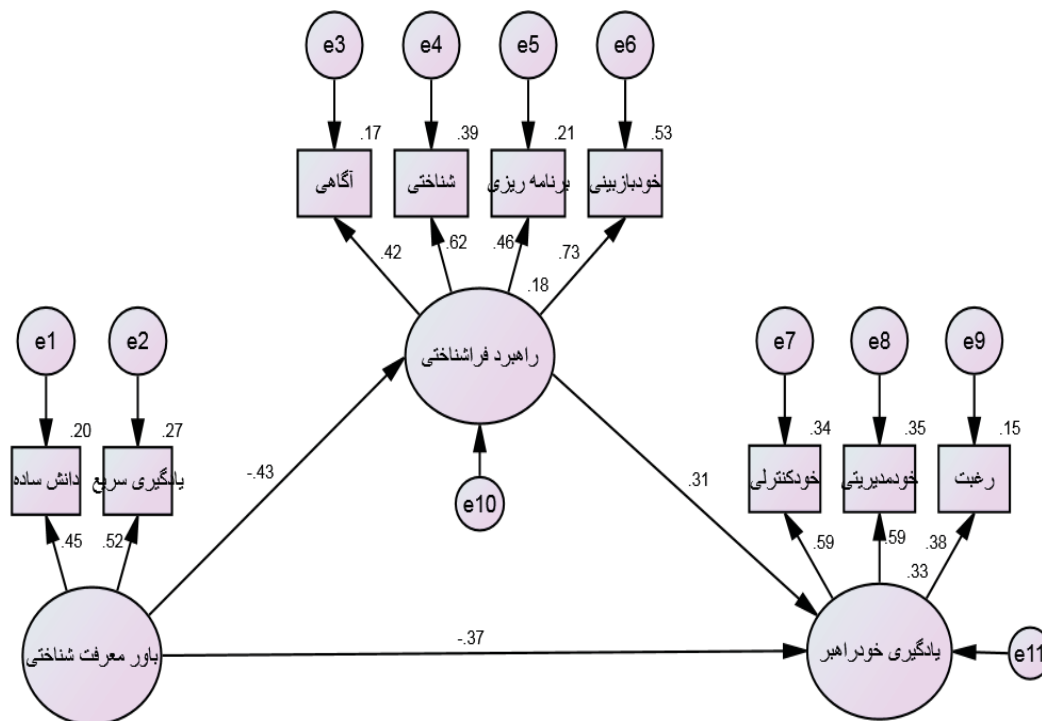 e3
e4
e5
e6
.17
.39
.21
.53
آگاهی
شناختی
برنامه ریزی
خودبازبینی
.42
.62
.46
.73
.18
راهبرد فراشناختی
e1
e2
.20
.27
دانش ساده
یادگیری سریع
.45
.52
باور معرفت شناختی
-.43
e10
.31
e7
e8
e9
.34
.35
.15
خودکنترلی
خودمدیریتی
رغبت
.59
.59
.38
.33
یادگیری خودراهبر
-.37
e11